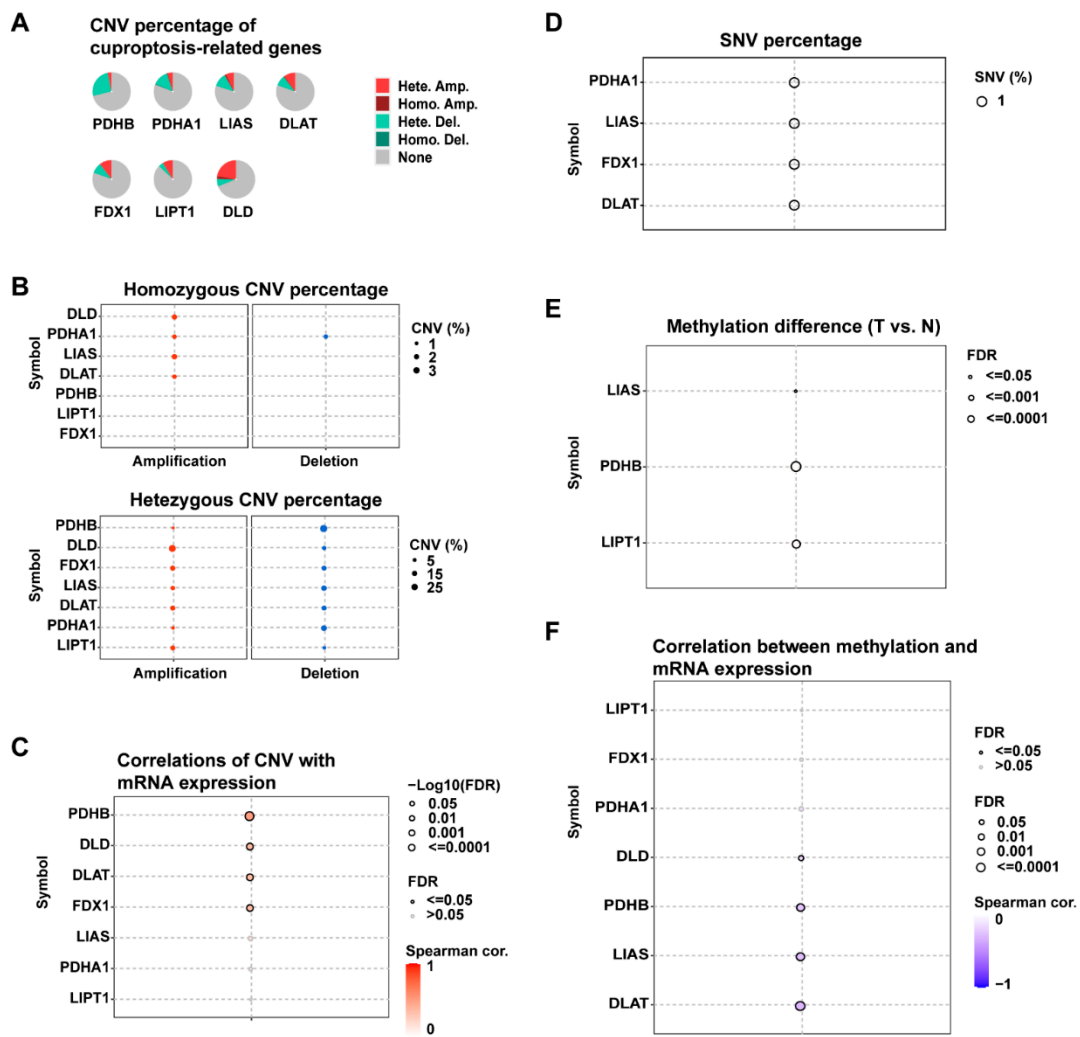 A
CNV percentage of
cuproptosis-related genes
PDHB
PDHA1
LIAS
DLAT
FDX1
LIPT1
DLD
Hete. Amp.
Homo. Amp.
Hete. Del.
Homo. Del.
None
B
Homozygous CNV percentage
Symbol
DLD
PDHA1
LIAS
DLAT
PDHB
LIPT1
FDX1
Amplification
Deletion
CNV (%)
1
2
3
Hetezygous CNV percentage
Symbol
PDHB
DLD
FDX1
LIAS
DLAT
PDHA1
LIPT1
Amplification
Deletion
CNV (%)
5
15
25
C
Correlations of CNV with
mRNA expression
Symbol
PDHB
DLD
DLAT
FDX1
LIAS
PDHA1
LIPT1
−Log10(FDR)
0.05
0.01
0.001
<=0.0001
FDR
<=0.05
>0.05
Spearman cor.
1
0
D
SNV percentage
Symbol
PDHA1
LIAS
FDX1
DLAT
SNV (%)
1
E
Methylation difference (T vs. N)
Symbol
LIAS
PDHB
LIPT1
FDR
<=0.05
<=0.001
<=0.0001
F
Correlation between methylation and
mRNA expression
Symbol
LIPT1
FDX1
PDHA1
DLD
PDHB
LIAS
DLAT
FDR
<=0.05
>0.05
FDR
0.05
0.01
0.001
<=0.0001
Spearman cor.
0
−1